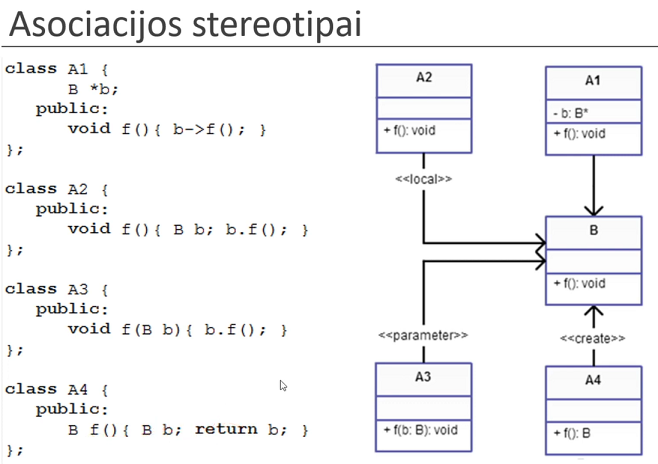 Asociacijos stereotipai
class A1 {
B *b;
public:
void f(){ b->f(); }
};
class A2 {
public:
void f(){ B b; b.f(); }
};
class A3 {
public:
void f(B b){ b.f(); }
};
class A4 {
public:
B f(){ B b; return b; }
};
A2
+ f(): void
<<local>>
A1
- b: B*
+ f(): void
B
+ f(): void
<<parameter>>
<<create>>
A3
+ f(b: B): void
A4
+ f(): B